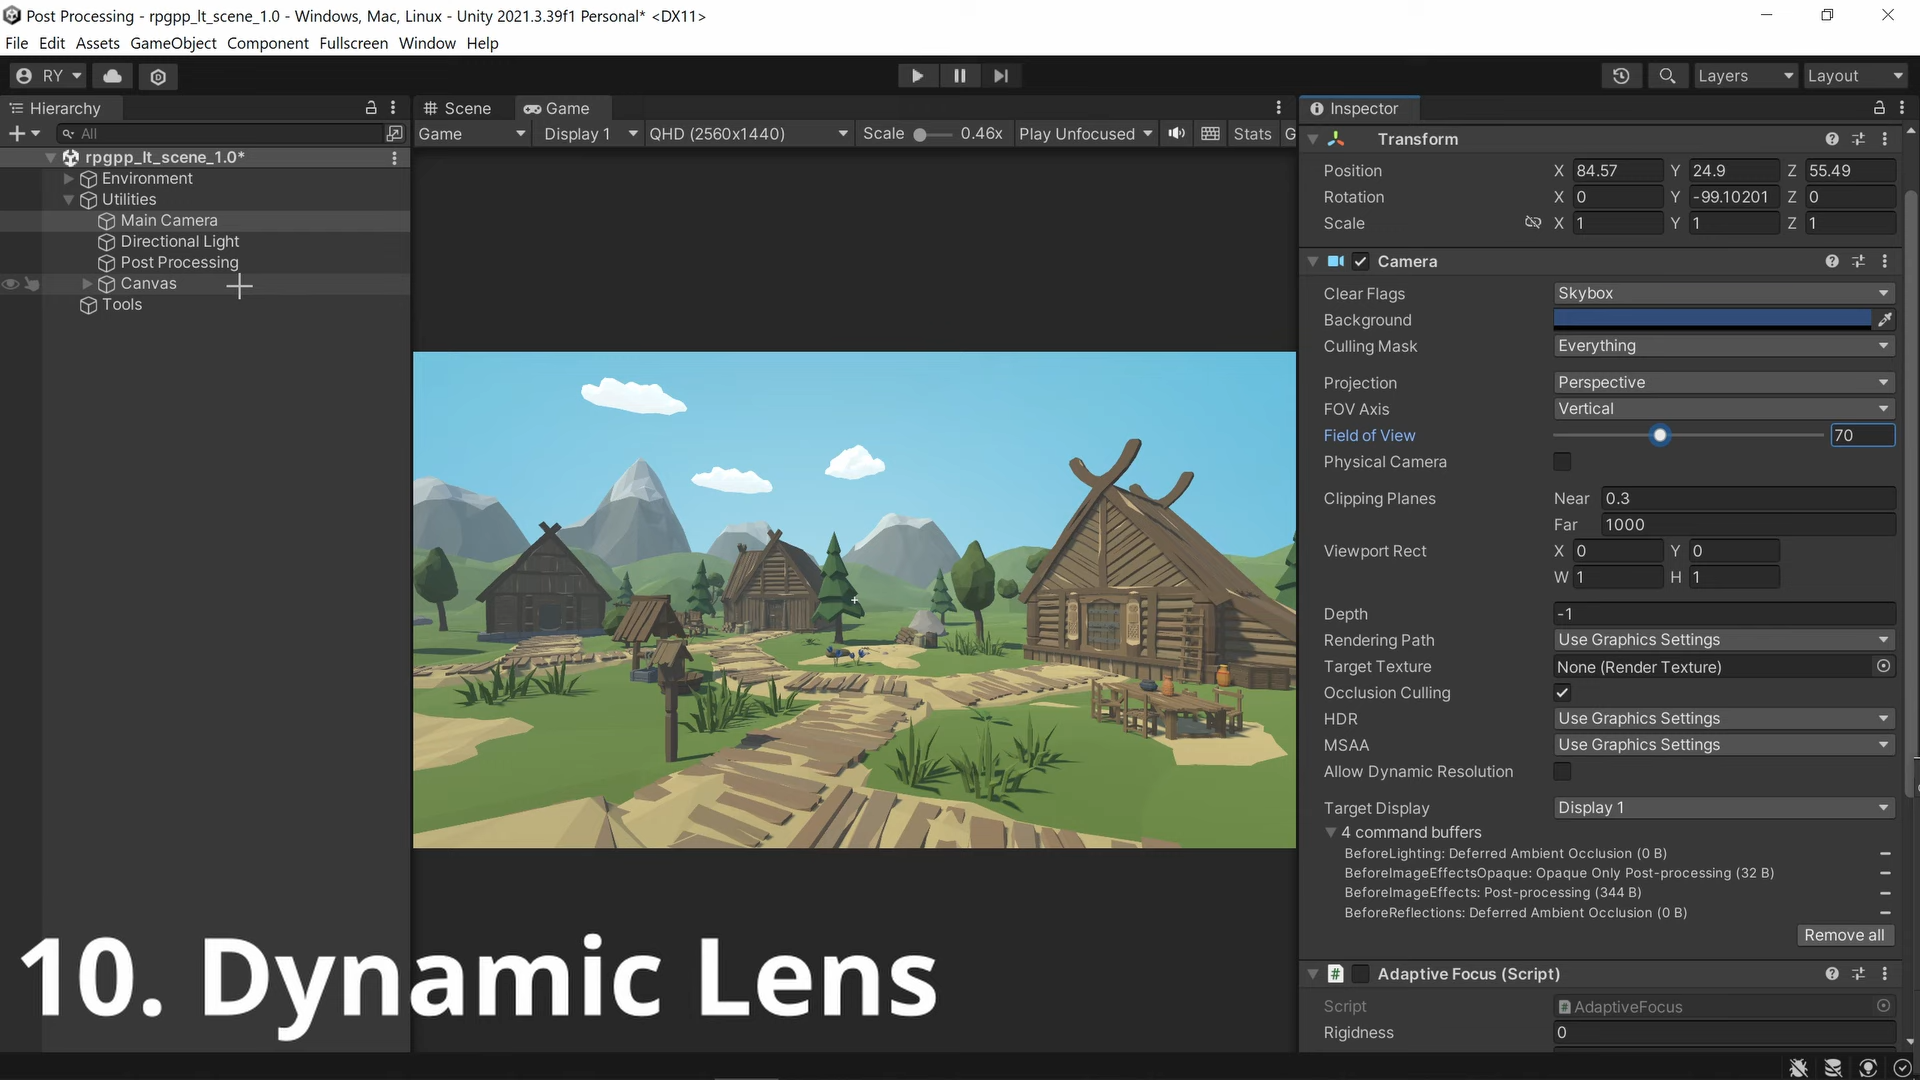 Post Processing - rpgpp_lt_scene_1.0 - Windows, Mac, Linux - Unity 2021.3.39f1 Personal* <DX11>
File Edit Assets GameObject Component Fullscreen Window Help
RY Layers Layout
Hierarchy Scene Game Inspector
All Game Display 1 QHD (2560x1440) Scale 0.46x Play Unfocused Stats G
rpgpp_lt_scene_1.0*
Environment
Utilities
Main Camera
Directional Light
Post Processing
Canvas
Tools
Transform
Position X 84.57 Y 24.9 Z 55.49
Rotation X 0 Y -99.10201 Z 0
Scale X 1 Y 1 Z 1
Camera
Clear Flags Skybox
Background
Culling Mask Everything
Projection Perspective
FOV Axis Vertical
Field of View 70
Physical Camera
Clipping Planes Near 0.3
Far 1000
Viewport Rect X 0 Y 0
W 1 H 1
Depth -1
Rendering Path Use Graphics Settings
Target Texture None (Render Texture)
Occlusion Culling
HDR Use Graphics Settings
MSAA Use Graphics Settings
Allow Dynamic Resolution
Target Display Display 1
4 command buffers
BeforeLighting: Deferred Ambient Occlusion (0 B)
BeforeImageEffectsOpaque: Opaque Only Post-processing (32 B)
BeforeImageEffects: Post-processing (344 B)
BeforeReflections: Deferred Ambient Occlusion (0 B)
Remove all
# Adaptive Focus (Script)
Script # AdaptiveFocus
Rigidness 0
10. Dynamic Lens